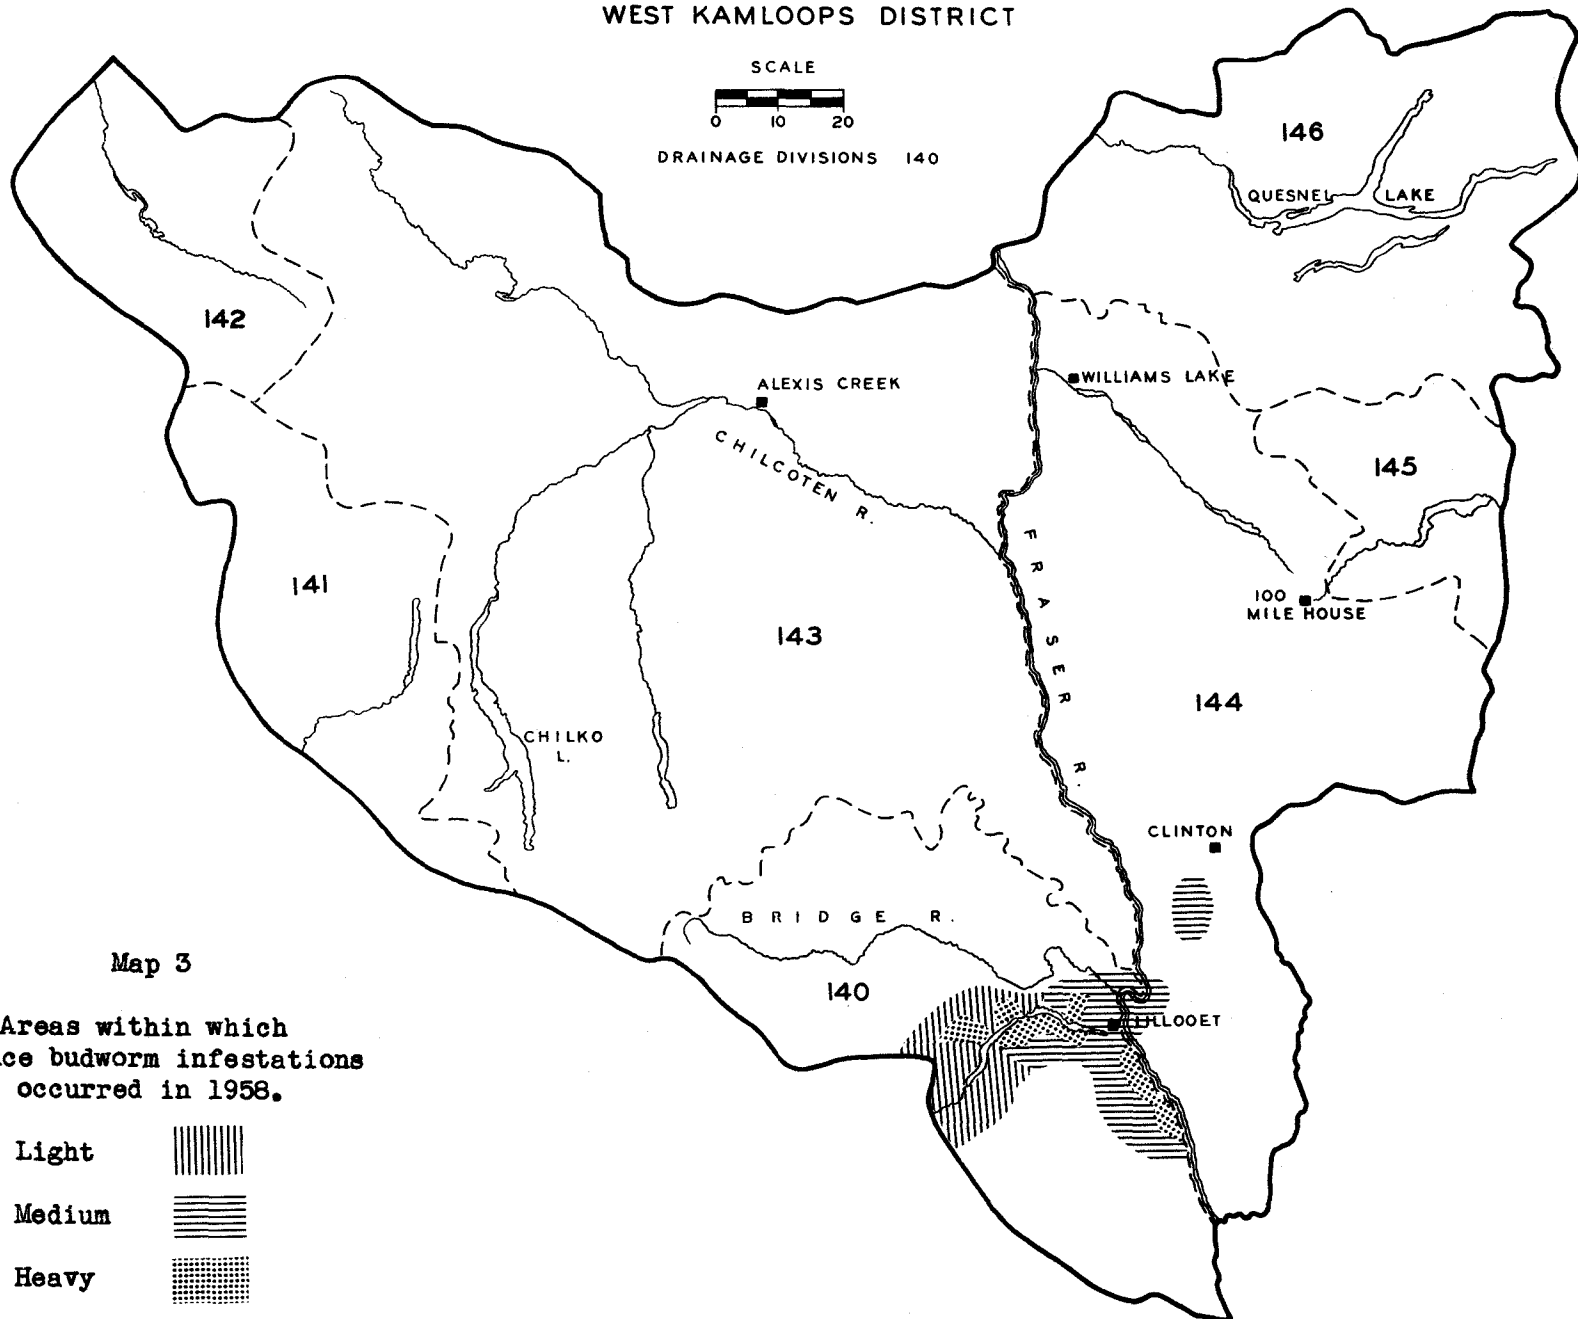 WEST KAMLOOPS DISTRICT
SCALE
0 10 20
DRAINAGE DIVISIONS 140
146
QUESNEL LAKE
142
ALEXIS CREEK
WILLIAMS LAKE
CHILCOTEN R.
145
FRASER R.
141
100
MILE HOUSE
143
144
CHILKO
L.
CLINTON
BRIDGE R.
140
LILLOOET
Map 3
Areas within which
ce budworm infestations
occurred in 1958.
Light
Medium
Heavy